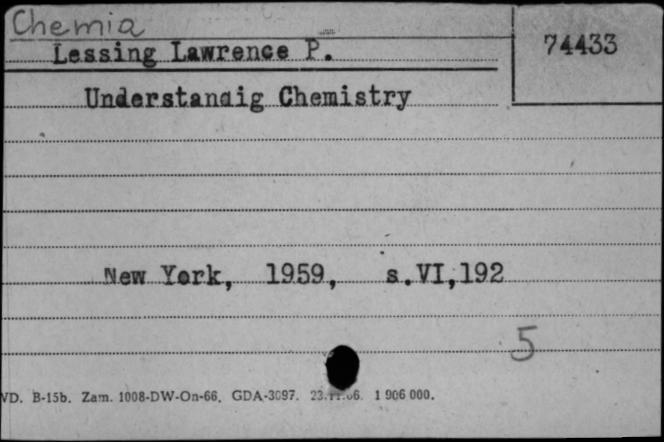 Chemia
Lessing Lawrence P.
74433
Understandig Chemistry
New York, 1959, s.VI,192
5
VD. B-15b. Zam. 1008-DW-On-66. GDA-3097. 1 906 000.